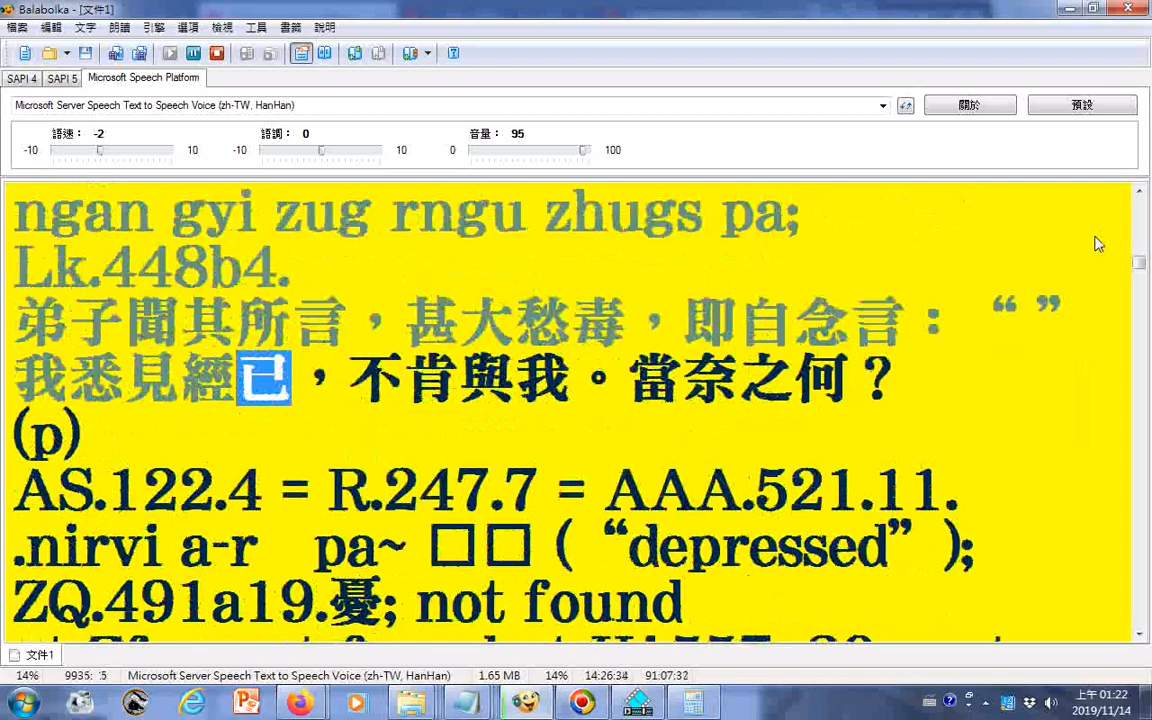 Balabolka - [文件1]
檔案 編輯 文字 朗讀 引擎 選項 檢視 工具 書籤 說明
SAPI 4 SAPI 5 Microsoft Speech Platform
Microsoft Server Speech Text to Speech Voice (zh-TW, HanHan) 關於 預設
語速： -2 語調： 0 音量： 95
-10 10 -10 10 0 100
ngan gyi zug rngu zhugs pa;
Lk.448b4.
弟子聞其所言，甚大愁毒，即自念言：“ ”
我悉見經已，不肯與我。當奈之何？
(p)
AS.122.4 = R.247.7 = AAA.521.11.
.nirvi a-r pa~ □□ (“depressed”);
ZQ.491a19.憂; not found
文件1
14% 9935: :5 Microsoft Server Speech Text to Speech Voice (zh-TW, HanHan) 1.65 MB 14% 14:26:34 91:07:32
上午 01:22
2019/11/14